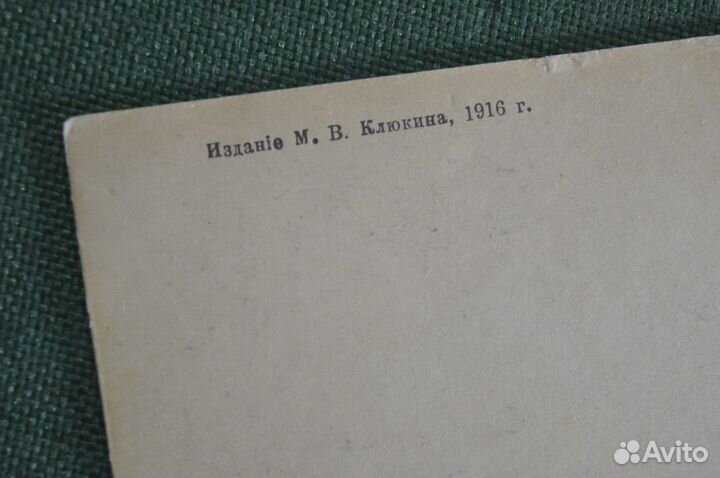 Изданіе М. В. Клюкина, 1916 г.
Avito